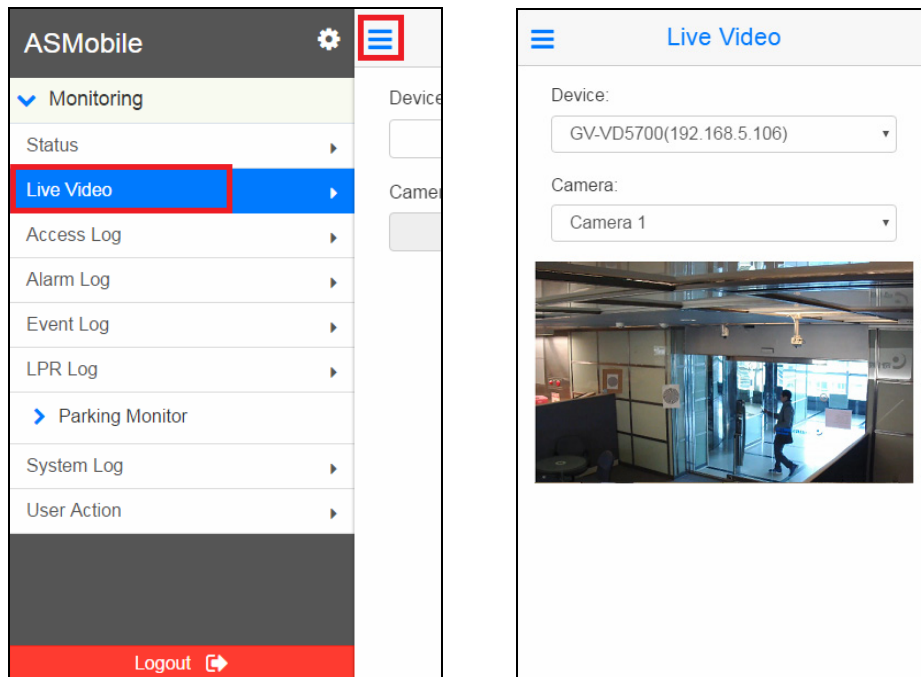 ASMobile
Monitoring
Status
Live Video
Access Log
Alarm Log
Event Log
LPR Log
Parking Monitor
System Log
User Action
Logout
Device
Camer
Live Video
Device:
GV-VD5700(192.168.5.106)
Camera:
Camera 1